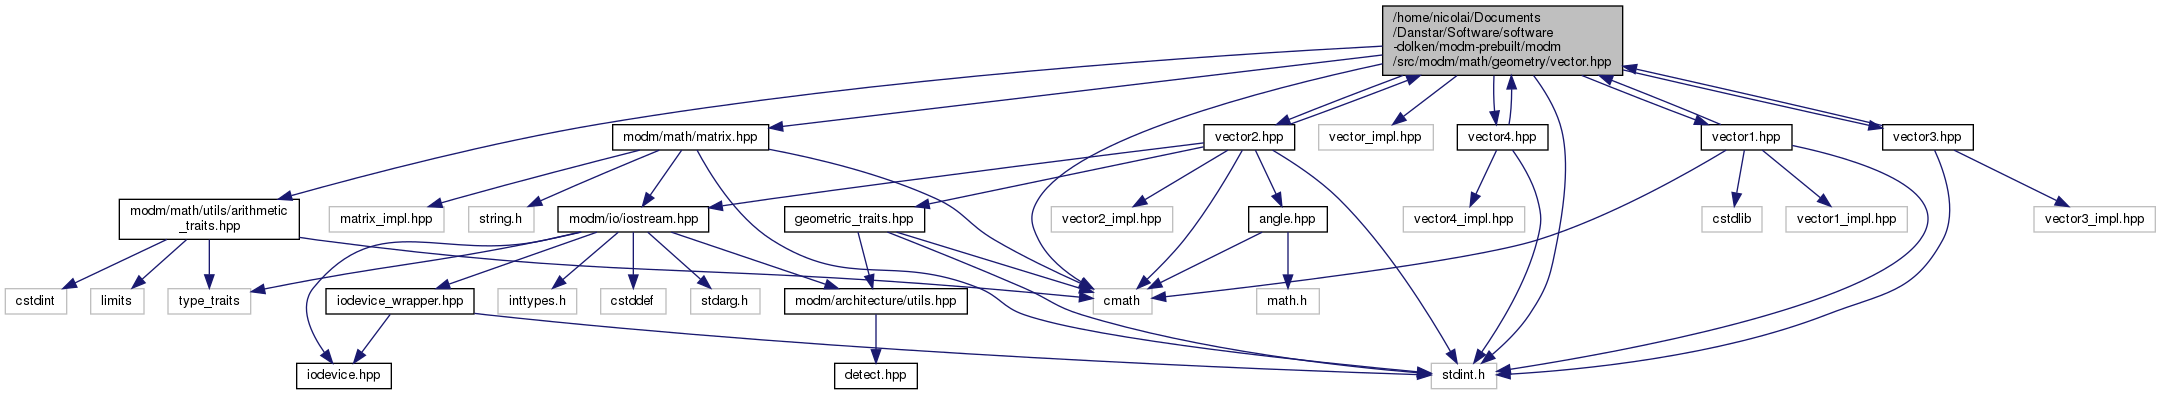 /home/nicolai/Documents
/Danstar/Software/software
-dolken/modm-prebuilt/modm
/src/modm/math/geometry/vector.hpp
modm/math/matrix.hpp
vector2.hpp
vector_impl.hpp
vector4.hpp
vector1.hpp
vector3.hpp
modm/math/utils/arithmetic
_traits.hpp
matrix_impl.hpp
string.h
modm/io/iostream.hpp
geometric_traits.hpp
vector2_impl.hpp
angle.hpp
vector4_impl.hpp
cstdlib
vector1_impl.hpp
vector3_impl.hpp
cstdint
limits
type_traits
iodevice_wrapper.hpp
inttypes.h
cstddef
stdarg.h
modm/architecture/utils.hpp
cmath
math.h
iodevice.hpp
detect.hpp
stdint.h